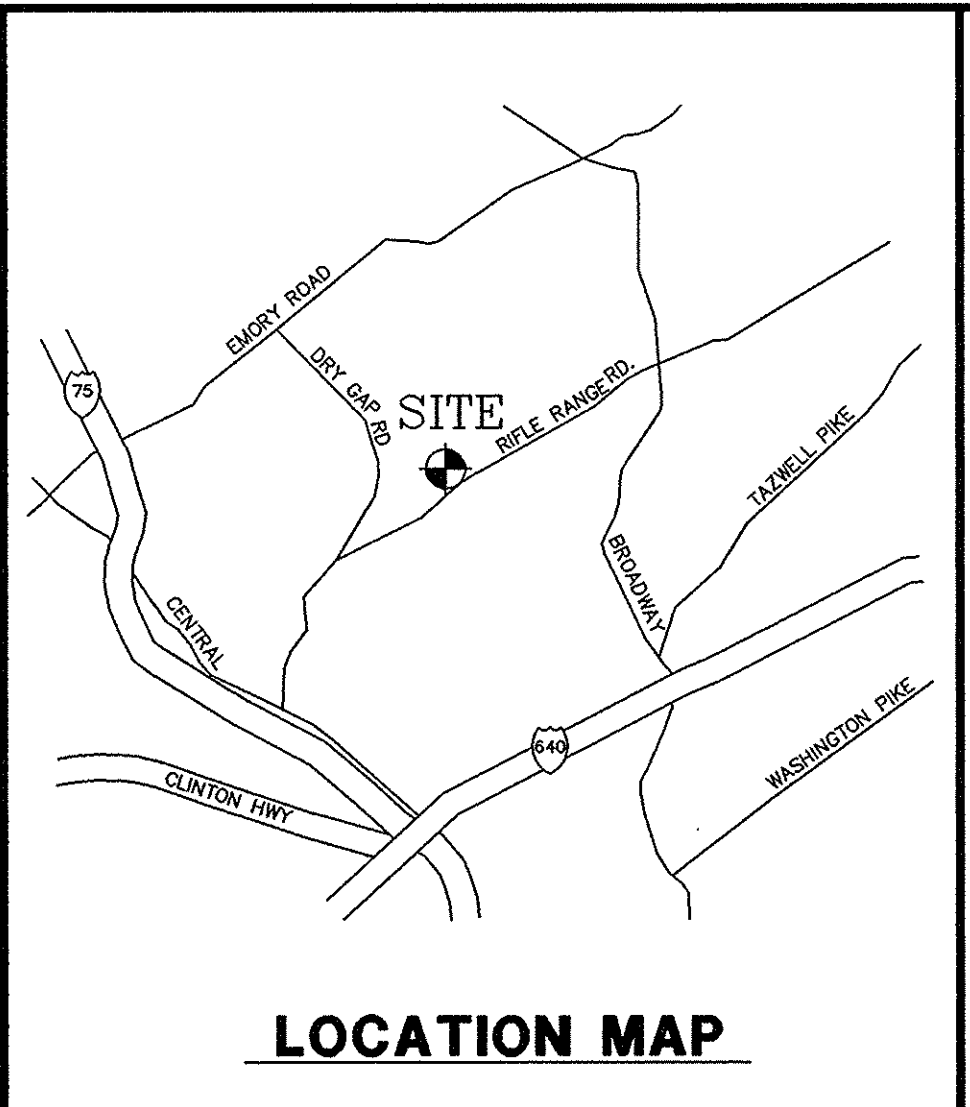 EMORY ROAD
DRY GAP RD
75
SITE
RIFLE RANGE RD.
TAZWELL PIKE
BROADWAY
CENTRAL
640
WASHINGTON PIKE
CLINTON HWY
LOCATION MAP